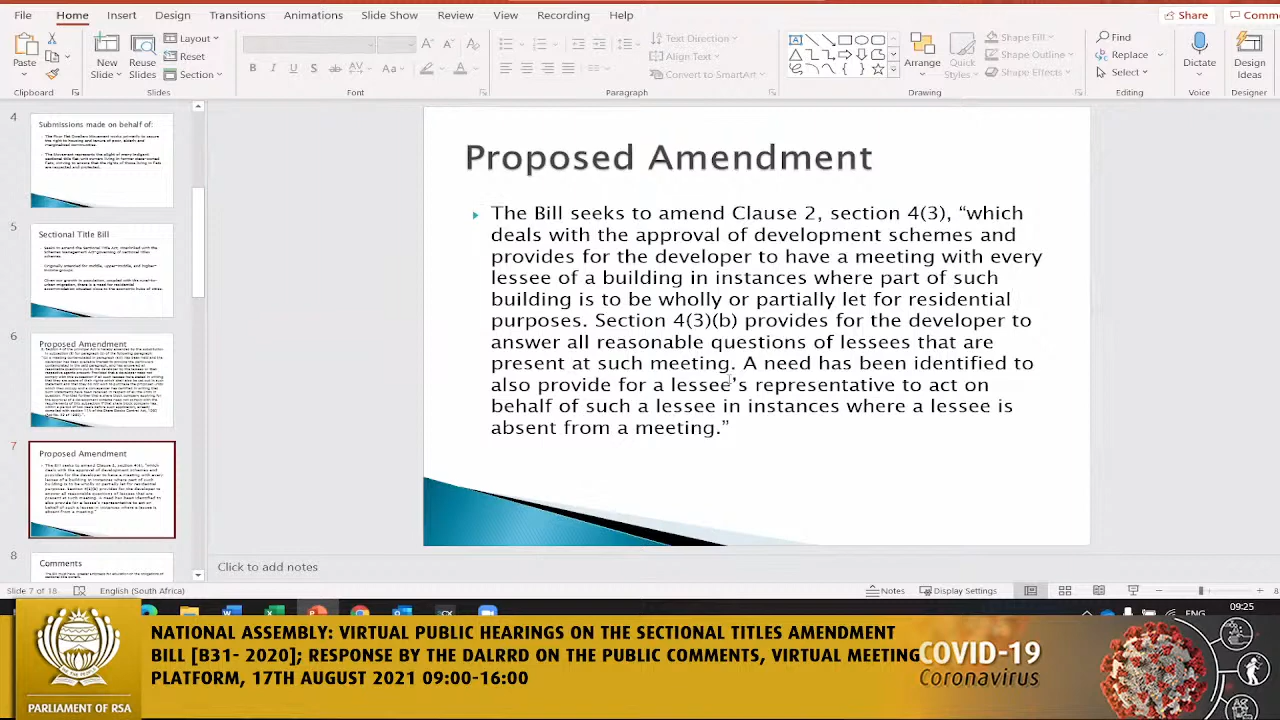 File Home Insert Design Transitions Animations Slide Show Review View Recording Help Share Comme
Paste New Slide Reuse Slides Layout Reset Section
Text Direction Align Text Convert to SmartArt
Arrange Styles Shape Fill Shape Outline Shape Effects
Find Replace Select Dictate Design Ideas
Clipboard Slides Font Paragraph Drawing Editing Voice Designer
4
Submissions made on behalf of:
5
Sectional Title Bill
6
Proposed Amendment
7
Proposed Amendment
8
Comments
Proposed Amendment
The Bill seeks to amend Clause 2, section 4(3), “which
deals with the approval of development schemes and
provides for the developer to have a meeting with every
lessee of a building in instances where part of such
building is to be wholly or partially let for residential
purposes. Section 4(3)(b) provides for the developer to
answer all reasonable questions of lessees that are
present at such meeting. A need has been identified to
also provide for a lessee’s representative to act on
behalf of such a lessee in instances where a lessee is
absent from a meeting.”
Click to add notes
Slide 7 of 18 English (South Africa) Notes Display Settings 8
ENG 09:25
NATIONAL ASSEMBLY: VIRTUAL PUBLIC HEARINGS ON THE SECTIONAL TITLES AMENDMENT
BILL [B31- 2020]; RESPONSE BY THE DALRRD ON THE PUBLIC COMMENTS, VIRTUAL MEETING
PLATFORM, 17TH AUGUST 2021 09:00-16:00
PARLIAMENT OF RSA
COVID-19
Coronavirus